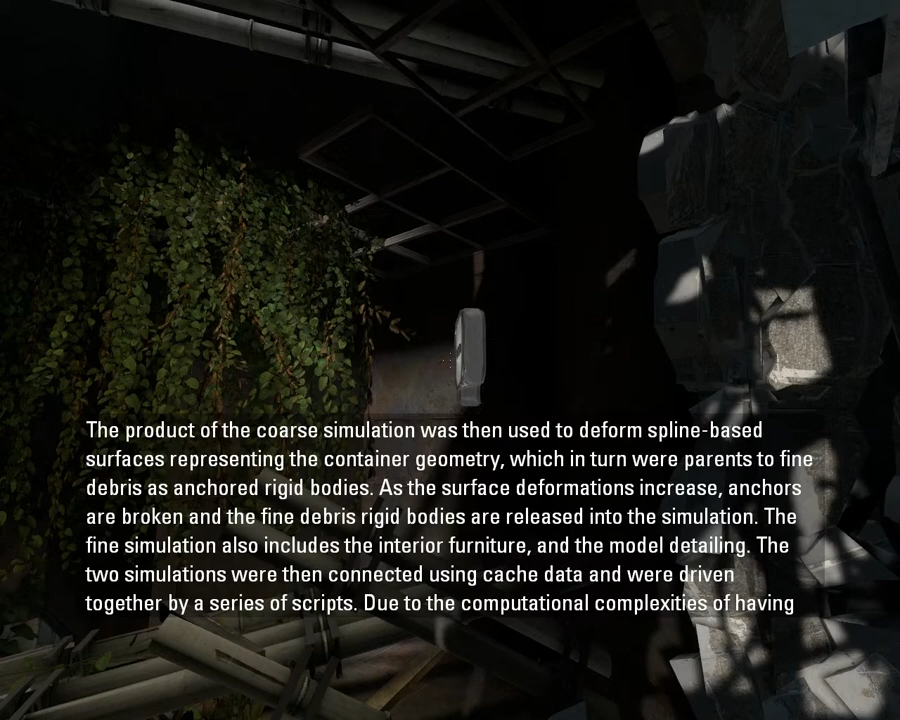 The product of the coarse simulation was then used to deform spline-based
surfaces representing the container geometry, which in turn were parents to fine
debris as anchored rigid bodies. As the surface deformations increase, anchors
are broken and the fine debris rigid bodies are released into the simulation. The
fine simulation also includes the interior furniture, and the model detailing. The
two simulations were then connected using cache data and were driven
together by a series of scripts. Due to the computational complexities of having